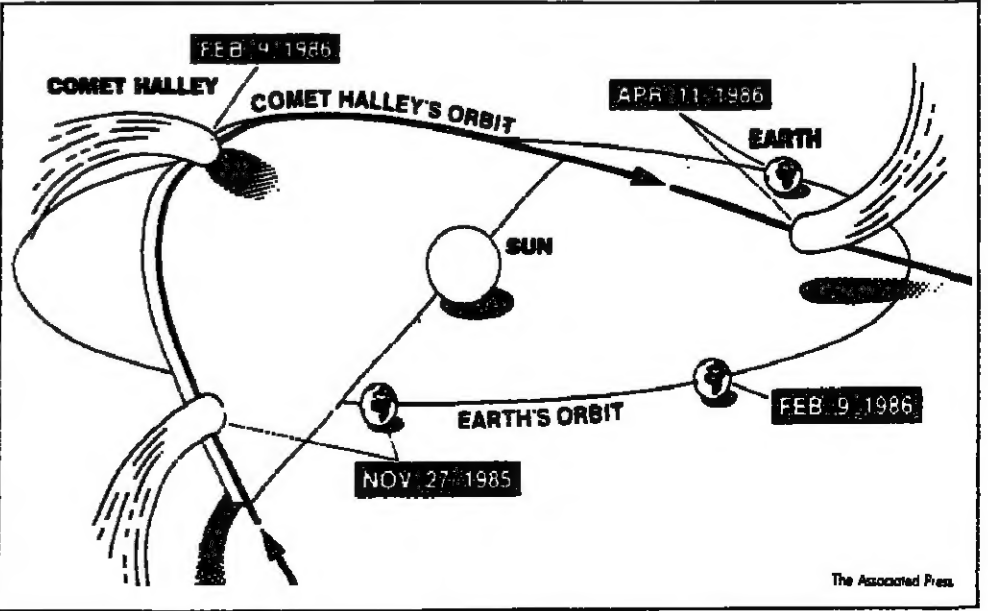 FEB 9 1986
COMET HALLEY
COMET HALLEY'S ORBIT
APR 11 1986
EARTH
SUN
EARTH'S ORBIT
FEB 9 1986
NOV 27 1985
The Associated Press